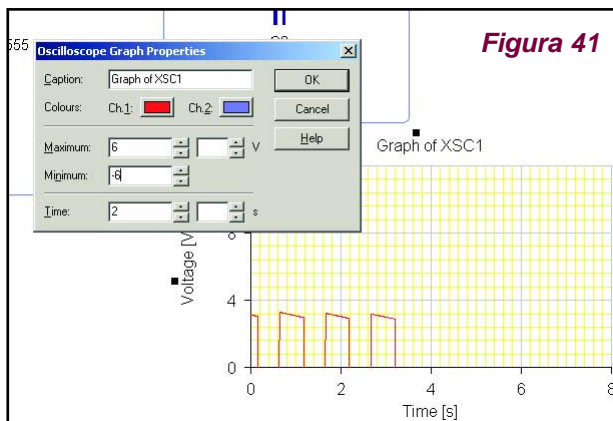 555
Figura 41
Oscilloscope Graph Properties
Caption: Graph of XSC1
OK
Colours: Ch.1: Ch.2:
Cancel
Maximum: 6 V
Help
Minimum: -6
Time: 2 s
Graph of XSC1
Voltage [V
8
4
0
0 2 4 6 8
Time [s]